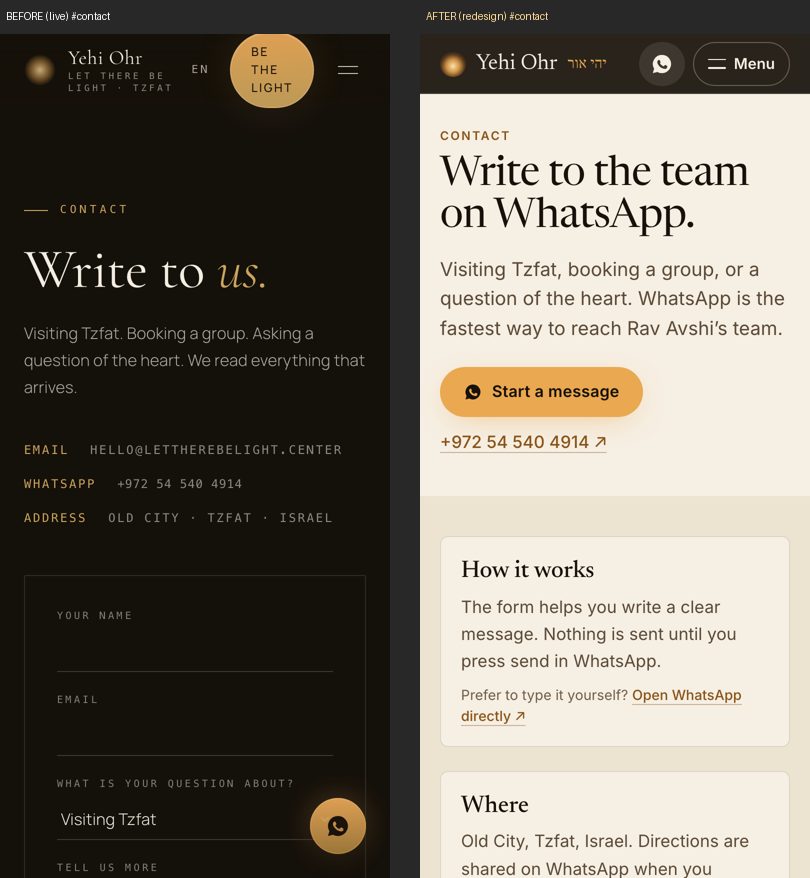 BEFORE (live) #contact
Yehi Ohr
LET THERE BE
LIGHT · TZFAT
EN
BE
THE
LIGHT
CONTACT
Write to us.
Visiting Tzfat. Booking a group. Asking a
question of the heart. We read everything that
arrives.
EMAIL HELLO@LETTHEREBELIGHT.CENTER
WHATSAPP +972 54 540 4914
ADDRESS OLD CITY · TZFAT · ISRAEL
YOUR NAME
EMAIL
WHAT IS YOUR QUESTION ABOUT?
Visiting Tzfat
TELL US MORE
AFTER (redesign) #contact
Yehi Ohr יהי אור
Menu
CONTACT
Write to the team
on WhatsApp.
Visiting Tzfat, booking a group, or a
question of the heart. WhatsApp is the
fastest way to reach Rav Avshi’s team.
Start a message
+972 54 540 4914 ↗
How it works
The form helps you write a clear
message. Nothing is sent until you
press send in WhatsApp.
Prefer to type it yourself? Open WhatsApp
directly ↗
Where
Old City, Tzfat, Israel. Directions are
shared on WhatsApp when you